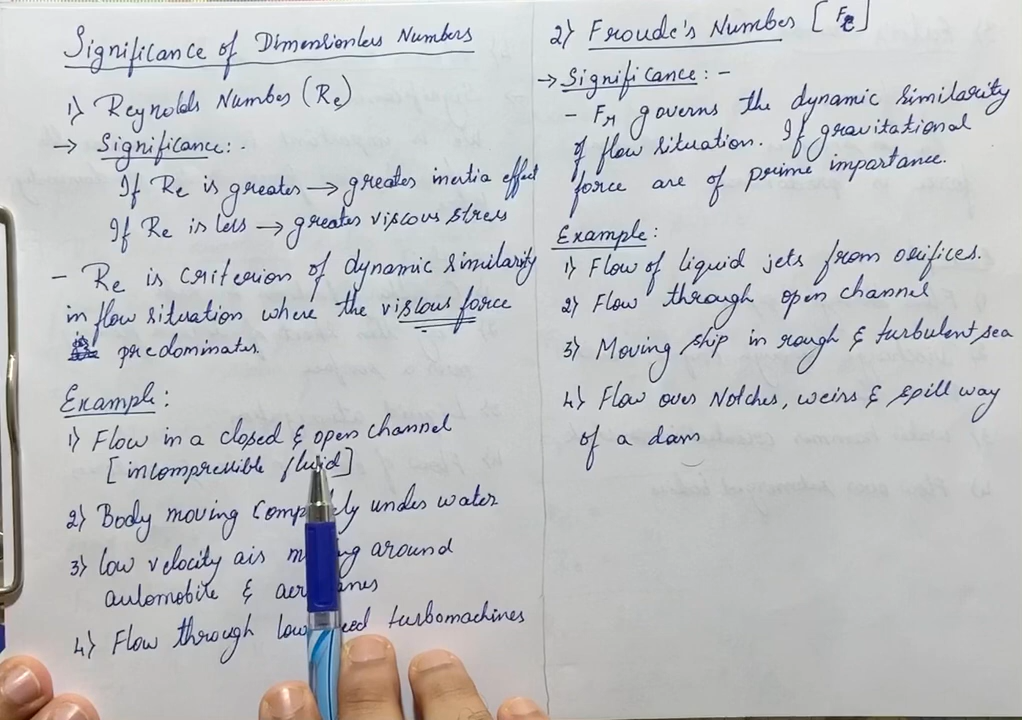 Significance of Dimensionless Numbers
1) Reynolds Number (Re)
→ Significance: -
If Re is greater → greater inertia effect
If Re is less → greater viscous stress
- Re is criterion of dynamic similarity
in flow situation where the viscous force
predominates.
Example:
1) Flow in a closed & open channel
[incompressible fluid]
2) Body moving under water
3) low velocity air around
automobile &
4) Flow through turbomachines
2) Froude's Number [Fr]
→ Significance: -
- Fr governs the dynamic similarity
of flow situation. If gravitational
force are of prime importance.
Example:
1) Flow of liquid jets from orifices.
2) Flow through open channel
3) Moving ship in rough & turbulent sea
4) Flow over Notches, weirs & spill way
of a dam